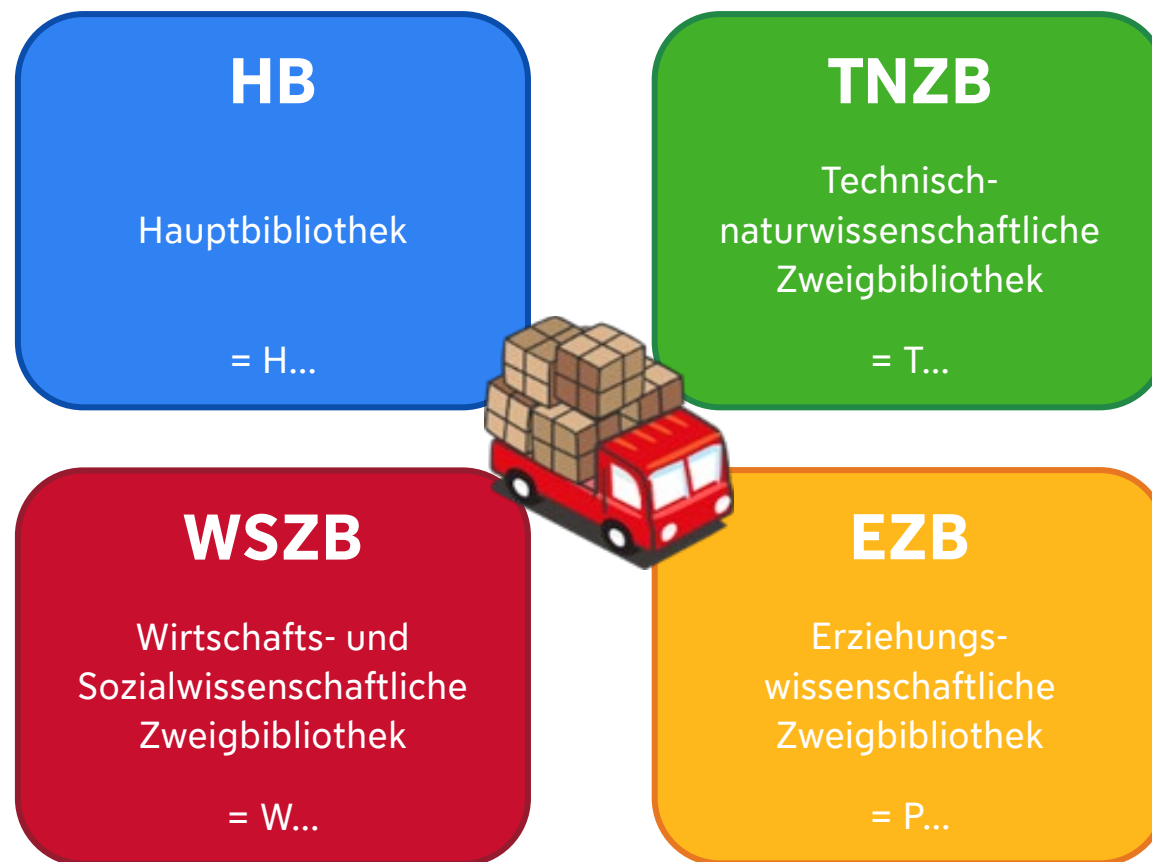 HB
Hauptbibliothek
= H...
TNZB
Technisch-
naturwissenschaftliche
Zweigbibliothek
= T...
WSZB
Wirtschafts- und
Sozialwissenschaftliche
Zweigbibliothek
= W...
EZB
Erziehungs-
wissenschaftliche
Zweigbibliothek
= P...